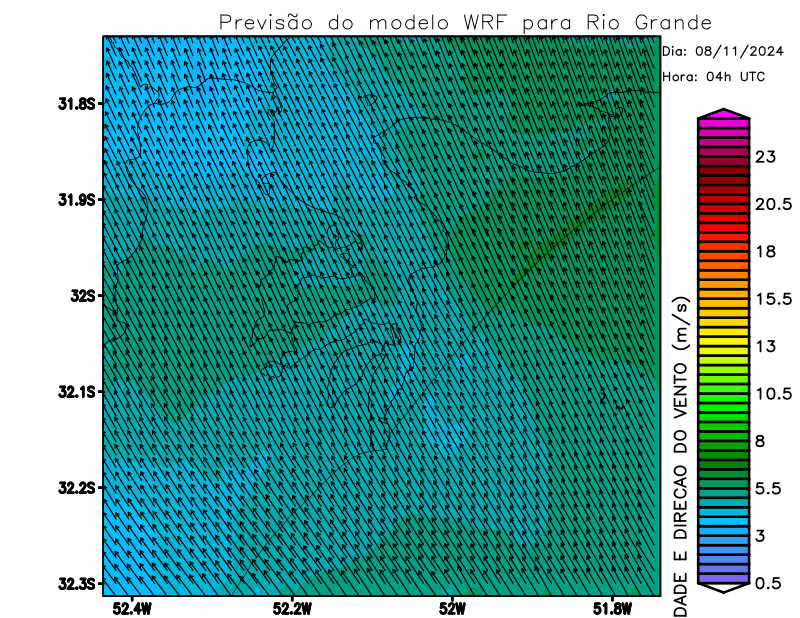 Previsão do modelo WRF para Rio Grande
Dia: 08/11/2024
Hora: 04h UTC
31.8S
31.9S
32S
32.1S
32.2S
32.3S
52.4W
52.2W
52W
51.8W
23
20.5
18
15.5
13
10.5
8
5.5
3
0.5
DADE E DIRECAO DO VENTO (m/s)